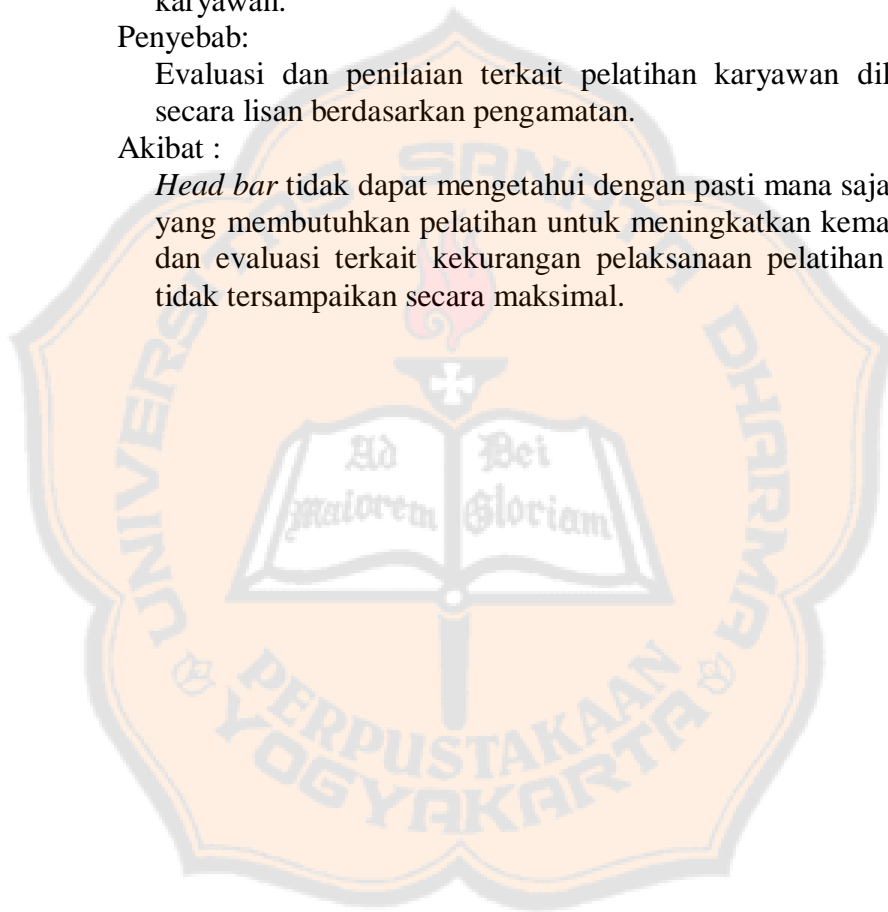 karyawan.
Penyebab:
Evaluasi dan penilaian terkait pelatihan karyawan
secara lisan berdasarkan pengamatan.
Akibat :
Head bar tidak dapat mengetahui dengan pasti mana saja
yang membutuhkan pelatihan untuk meningkatkan
dan evaluasi terkait kekurangan pelaksanaan pelatihan
tidak tersampaikan secara maksimal.
UNIVERSITAS SANATA DHARMA
Ad
Maiorem
Dei
Gloriam
PERPUSTAKAAN
YOGYAKARTA